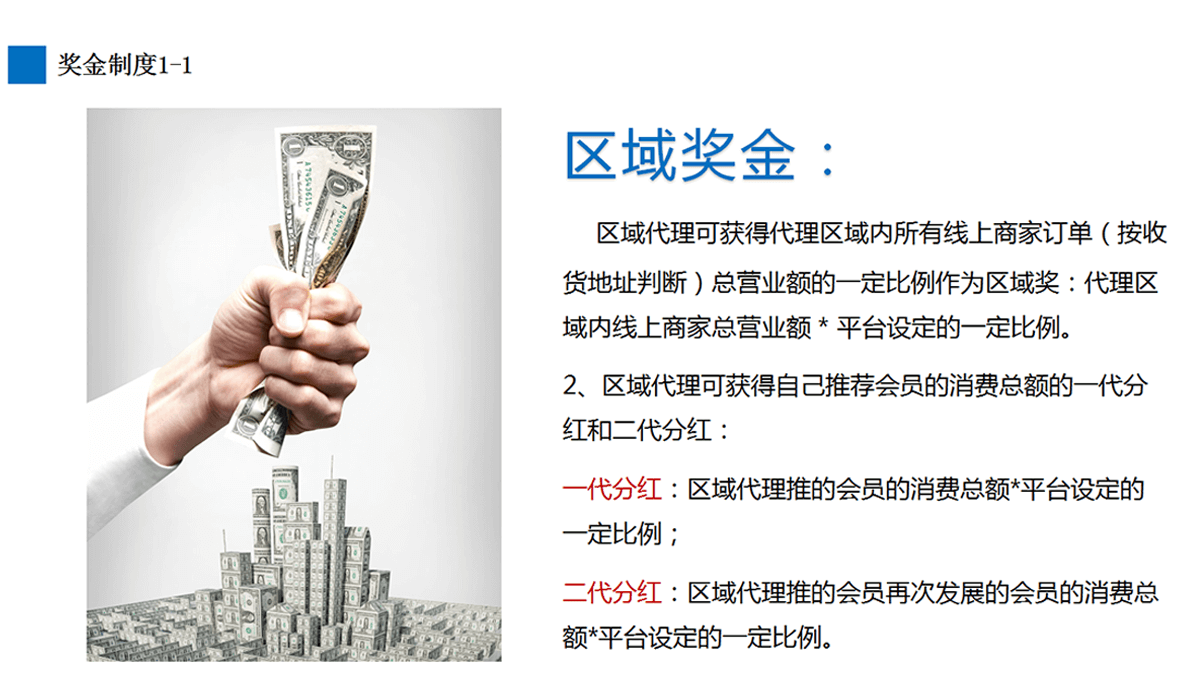 奖金制度1-1
区域奖金：
区域代理可获得代理区域内所有线上商家订单（按收
货地址判断）总营业额的一定比例作为区域奖：代理区
域内线上商家总营业额 * 平台设定的一定比例。
2、区域代理可获得自己推荐会员的消费总额的一代分
红和二代分红：
一代分红：区域代理推的会员的消费总额*平台设定的
一定比例；
二代分红：区域代理推的会员再次发展的会员的消费总
额*平台设定的一定比例。